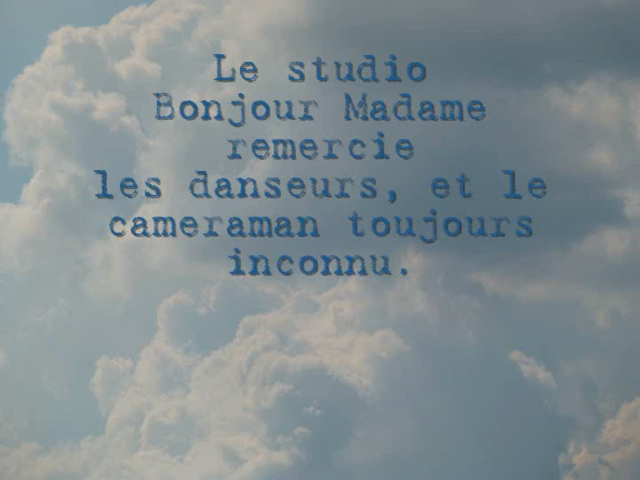 Le studio
Bonjour Madame
remercie
les danseurs, et le
cameraman toujours
inconnu.